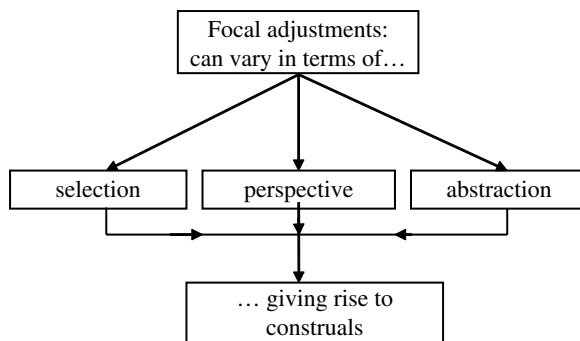 Focal adjustments:
can vary in terms of…
selection
perspective
abstraction
… giving rise to
construals